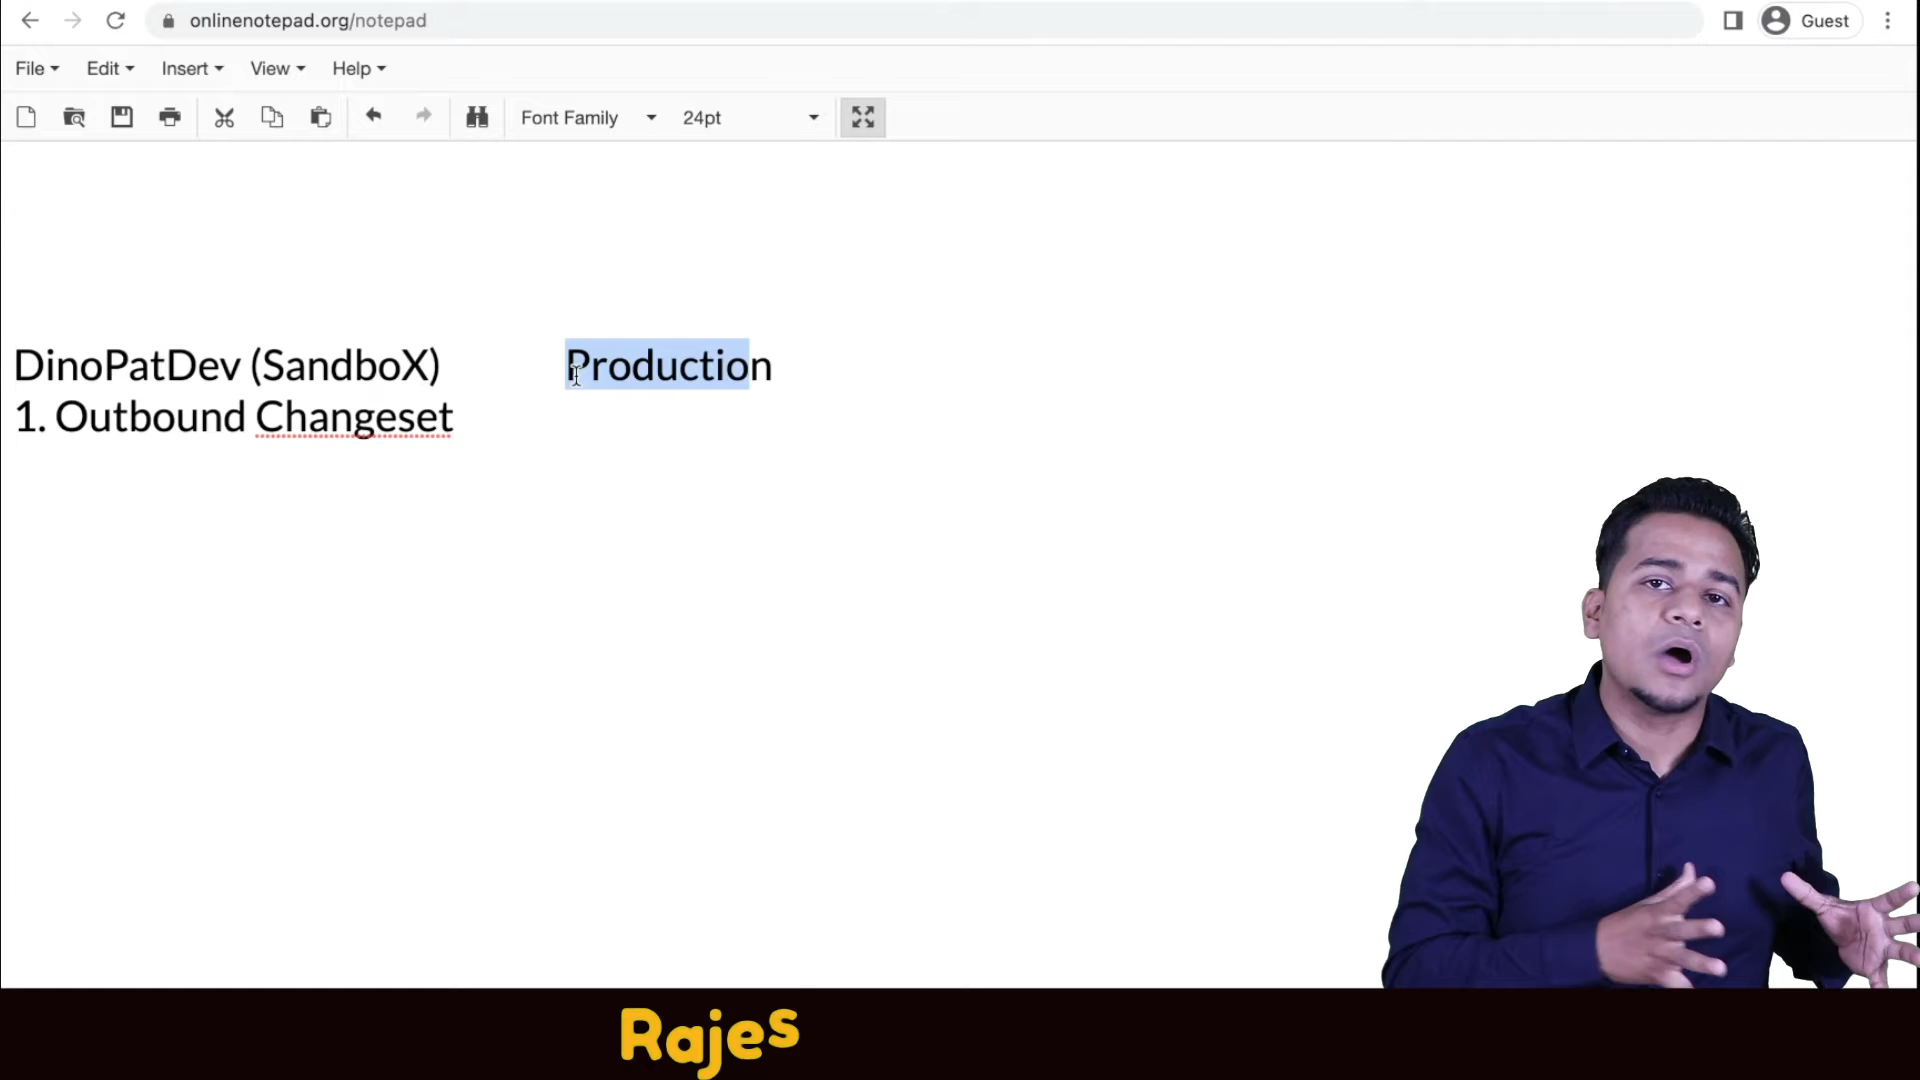 onlinenotepad.org/notepad
Guest
File Edit Insert View Help
Font Family 24pt
DinoPatDev (SandboX) Production
1. Outbound Changeset
Rajes